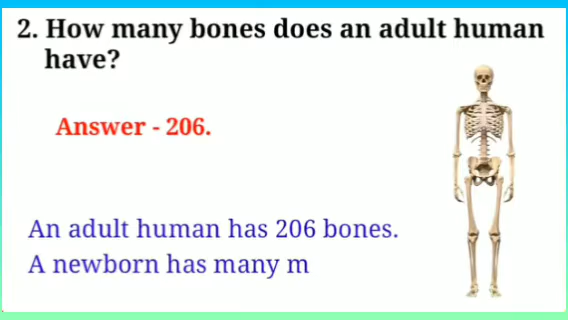 2. How many bones does an adult human
have?
Answer - 206.
An adult human has 206 bones.
A newborn has many m